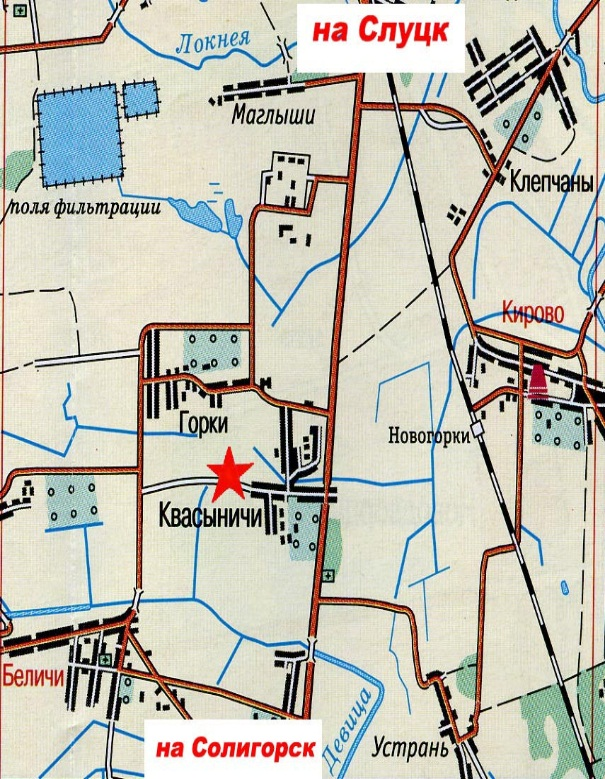 на Слуцк
Локнея
Маглыши
Клепчаны
поля фильтрации
Кирово
Горки
Новогорки
Квасыничи
Беличи
Девица
на Солигорск
Устрань